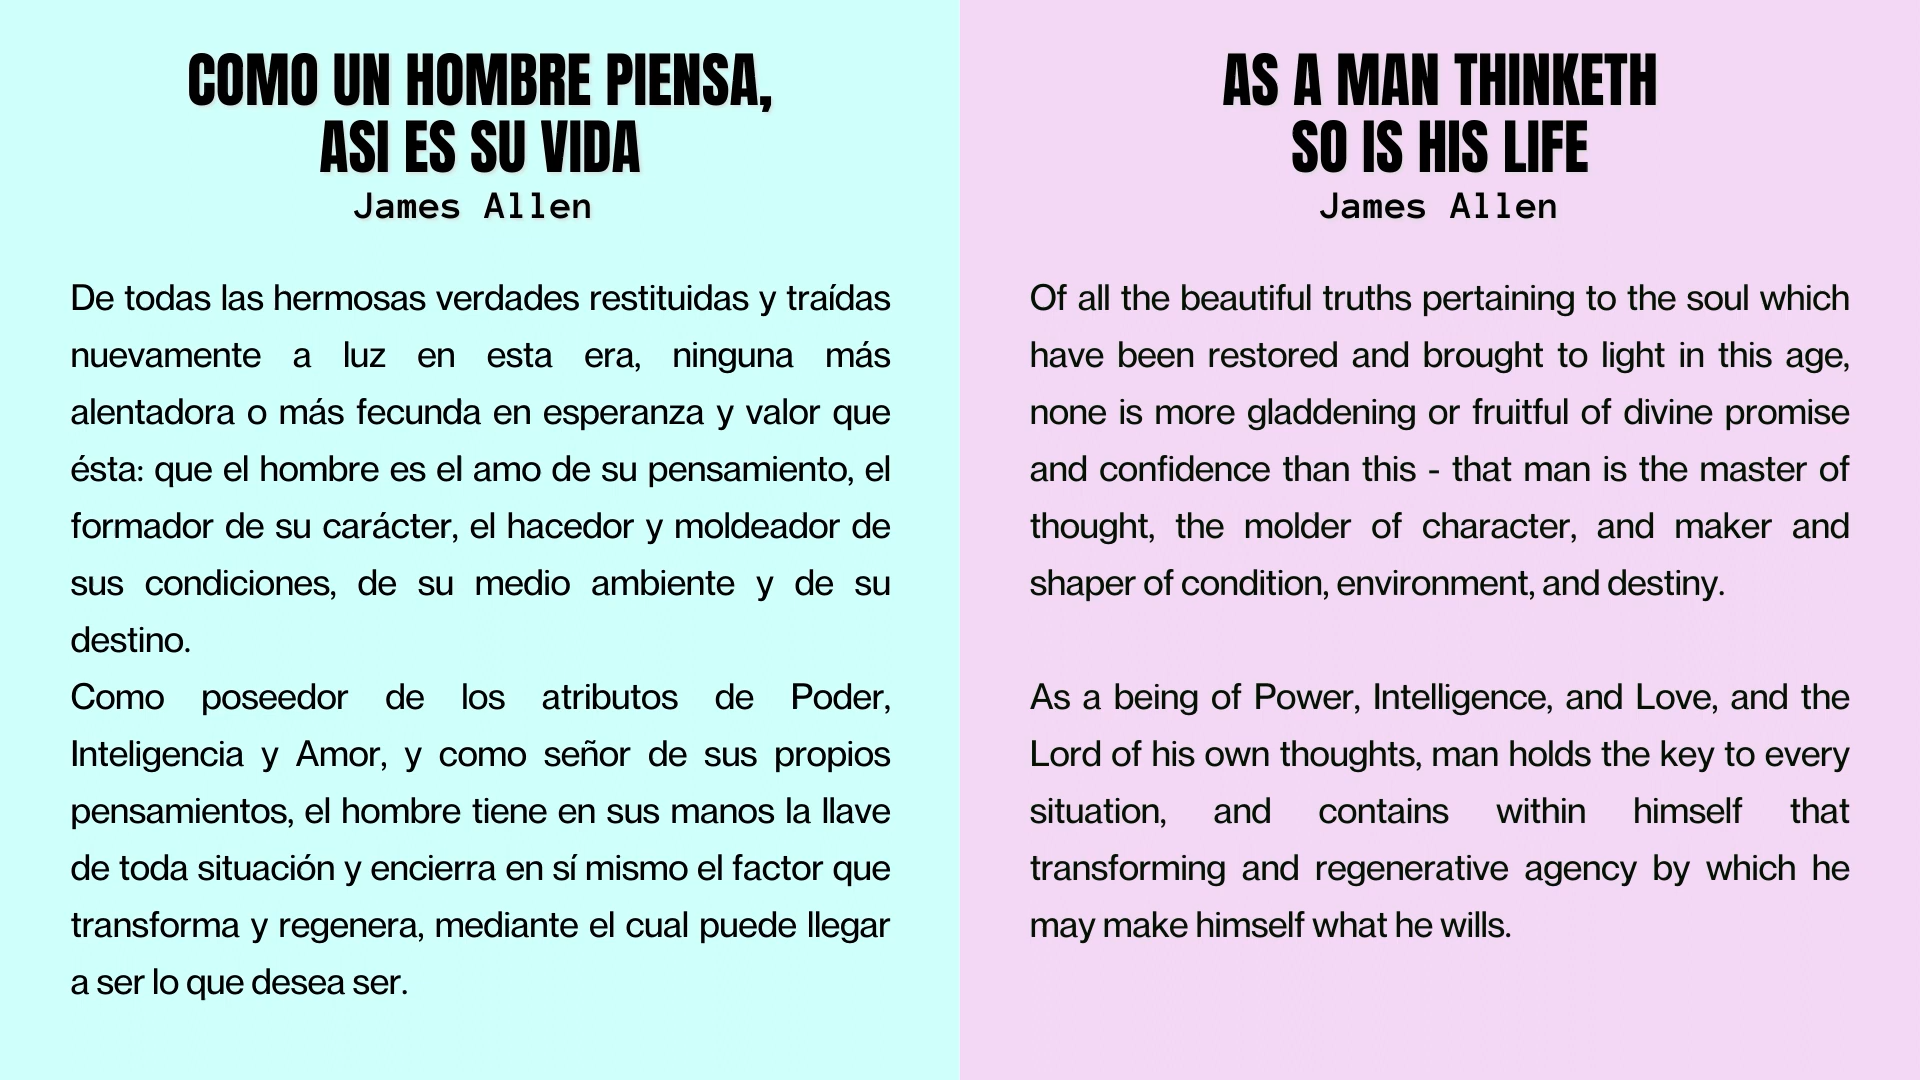 COMO UN HOMBRE PIENSA,
ASI ES SU VIDA
James Allen
De todas las hermosas verdades restituidas y traídas
nuevamente a luz en esta era, ninguna más
alentadora o más fecunda en esperanza y valor que
ésta: que el hombre es el amo de su pensamiento, el
formador de su carácter, el hacedor y moldeador de
sus condiciones, de su medio ambiente y de su
destino.
Como poseedor de los atributos de Poder,
Inteligencia y Amor, y como señor de sus propios
pensamientos, el hombre tiene en sus manos la llave
de toda situación y encierra en sí mismo el factor que
transforma y regenera, mediante el cual puede llegar
a ser lo que desea ser.
AS A MAN THINKETH
SO IS HIS LIFE
James Allen
Of all the beautiful truths pertaining to the soul which
have been restored and brought to light in this age,
none is more gladdening or fruitful of divine promise
and confidence than this - that man is the master of
thought, the molder of character, and maker and
shaper of condition, environment, and destiny.
As a being of Power, Intelligence, and Love, and the
Lord of his own thoughts, man holds the key to every
situation, and contains within himself that
transforming and regenerative agency by which he
may make himself what he wills.